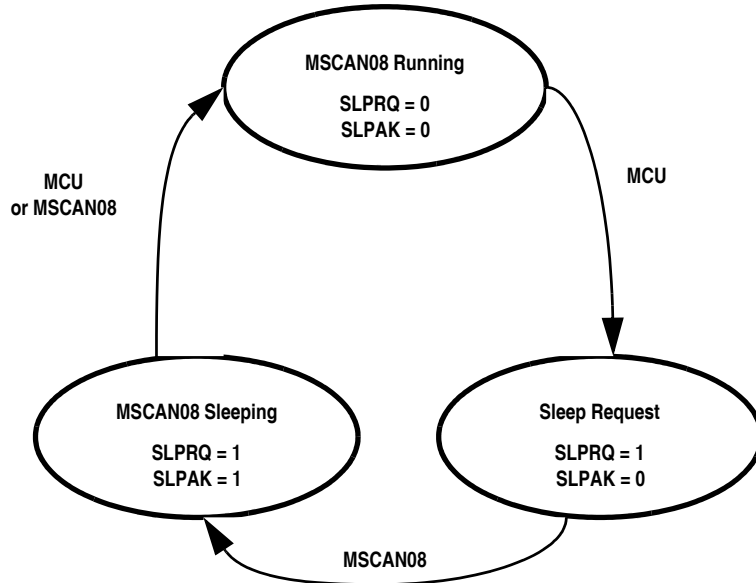 MSCAN08 Running
SLPRQ = 0
SLPAK = 0
MCU
or MSCAN08
MCU
MSCAN08 Sleeping
SLPRQ = 1
SLPAK = 1
Sleep Request
SLPRQ = 1
SLPAK = 0
MSCAN08